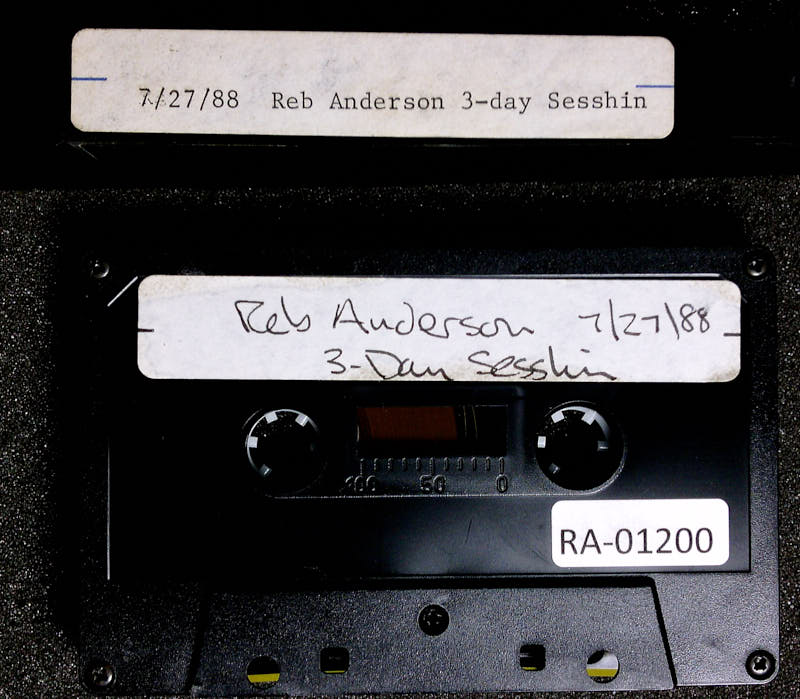 7/27/88 Reb Anderson 3-day Sesshin
Reb Anderson 7/27/88
3-Day Sesshin
100 50 0
RA-01200